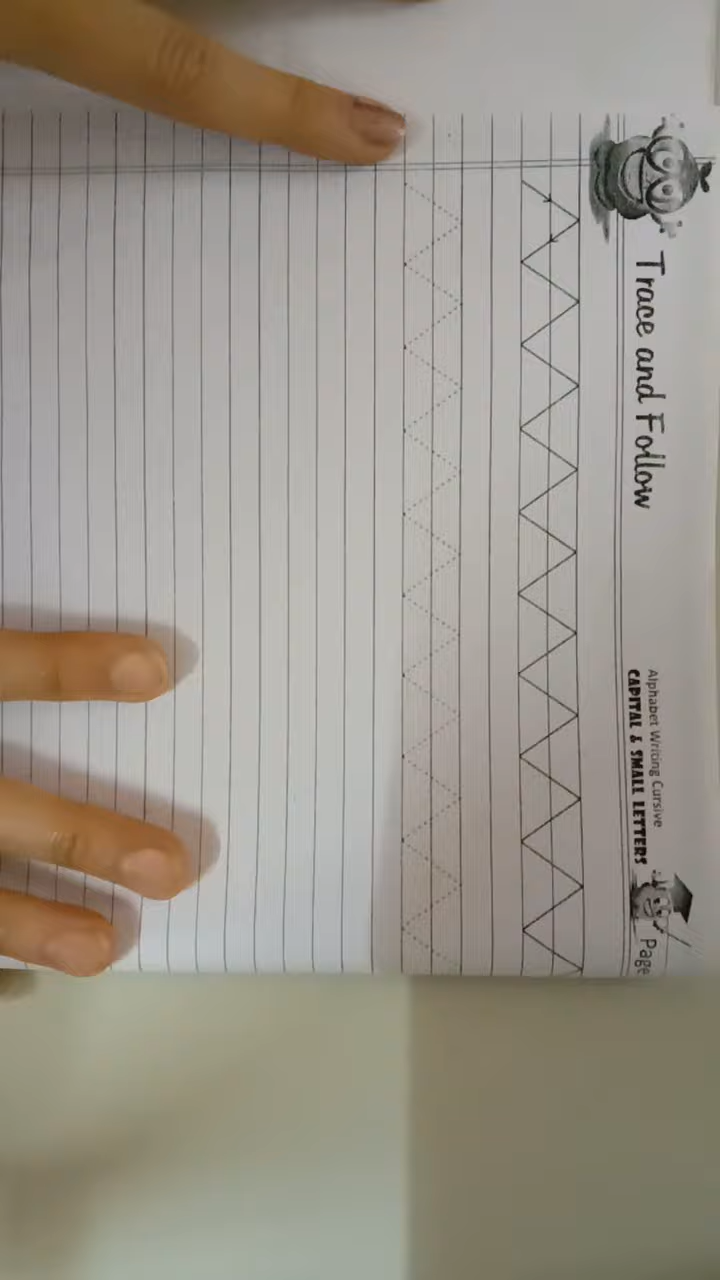 Trace and Follow
Alphabet Writing Cursive
CAPITAL & SMALL LETTERS
Page